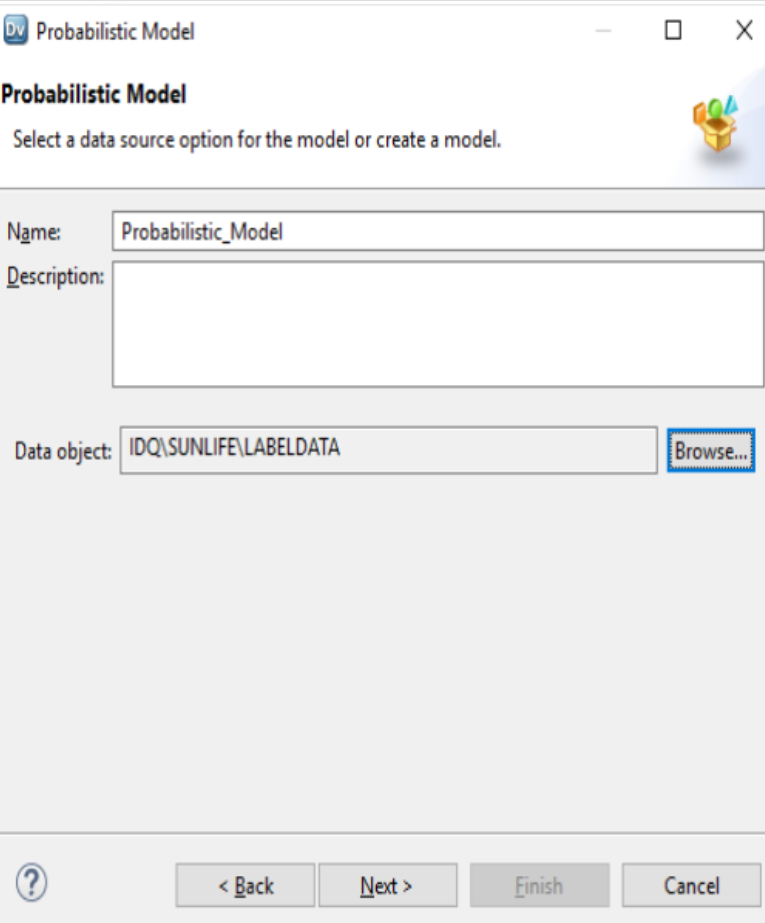 Dv Probabilistic Model
Probabilistic Model
Select a data source option for the model or create a model.
Name: Probabilistic_Model
Description:
Data object: IDQ\SUNLIFE\LABELDATA Browse...
? < Back Next > Finish Cancel